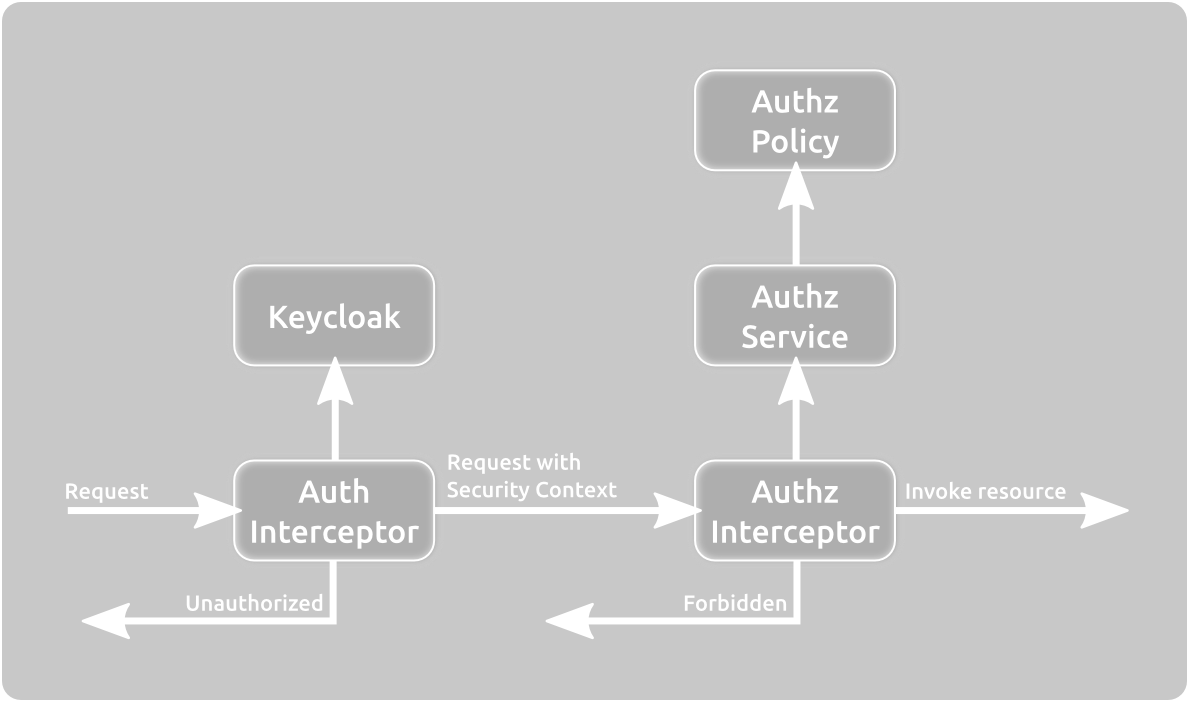 Authz
Policy
Keycloak
Authz
Service
Request
Auth
Interceptor
Request with
Security Context
Authz
Interceptor
Invoke resource
Unauthorized
Forbidden